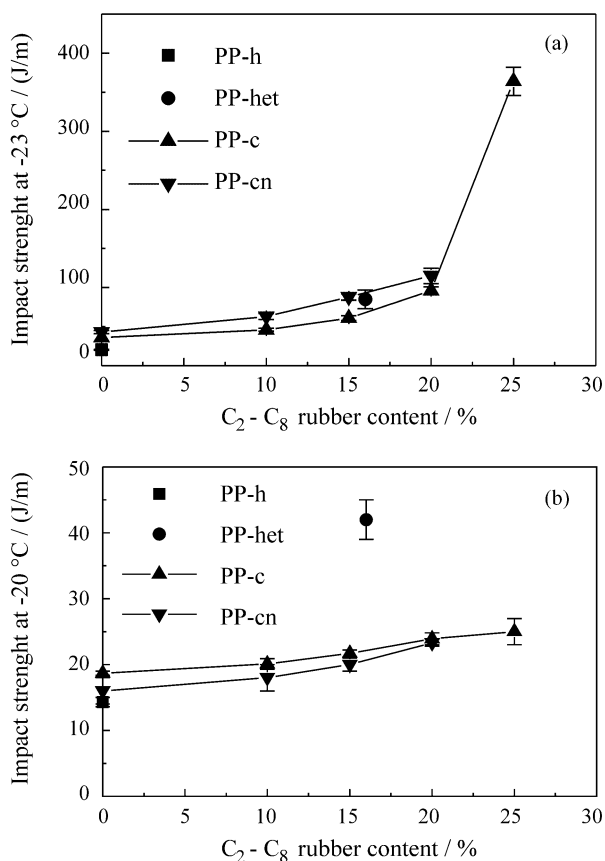 Impact strenght at -23 °C / (J/m)
400
300
200
100
0
PP-h
PP-het
PP-c
PP-cn
(a)
0 5 10 15 20 25 30
C2 - C8 rubber content / %
Impact strenght at -20 °C / (J/m)
50
40
30
20
10
0
PP-h
PP-het
PP-c
PP-cn
(b)
0 5 10 15 20 25 30
C2 - C8 rubber content / %